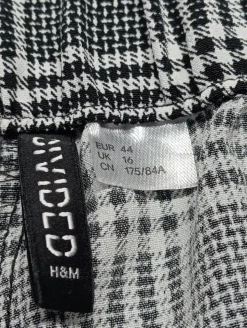 DIVIDED
H&M
EUR 44
UK 16
CN 175/84A